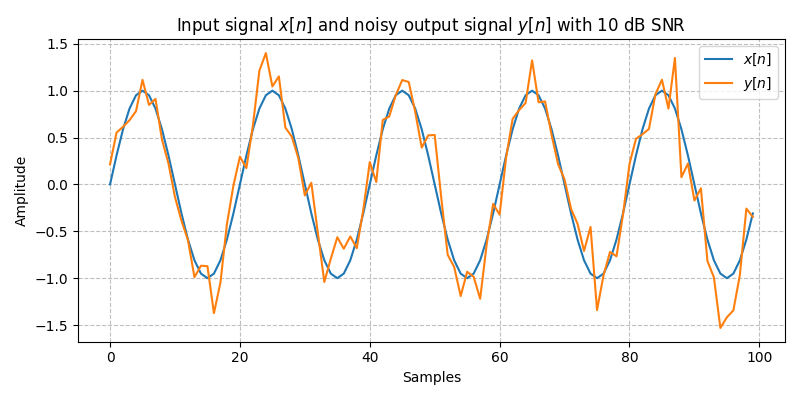 Input signal x[n] and noisy output signal y[n] with 10 dB SNR
x[n]
y[n]
Amplitude
1.5
1.0
0.5
0.0
−0.5
−1.0
−1.5
0 20 40 60 80 100
Samples